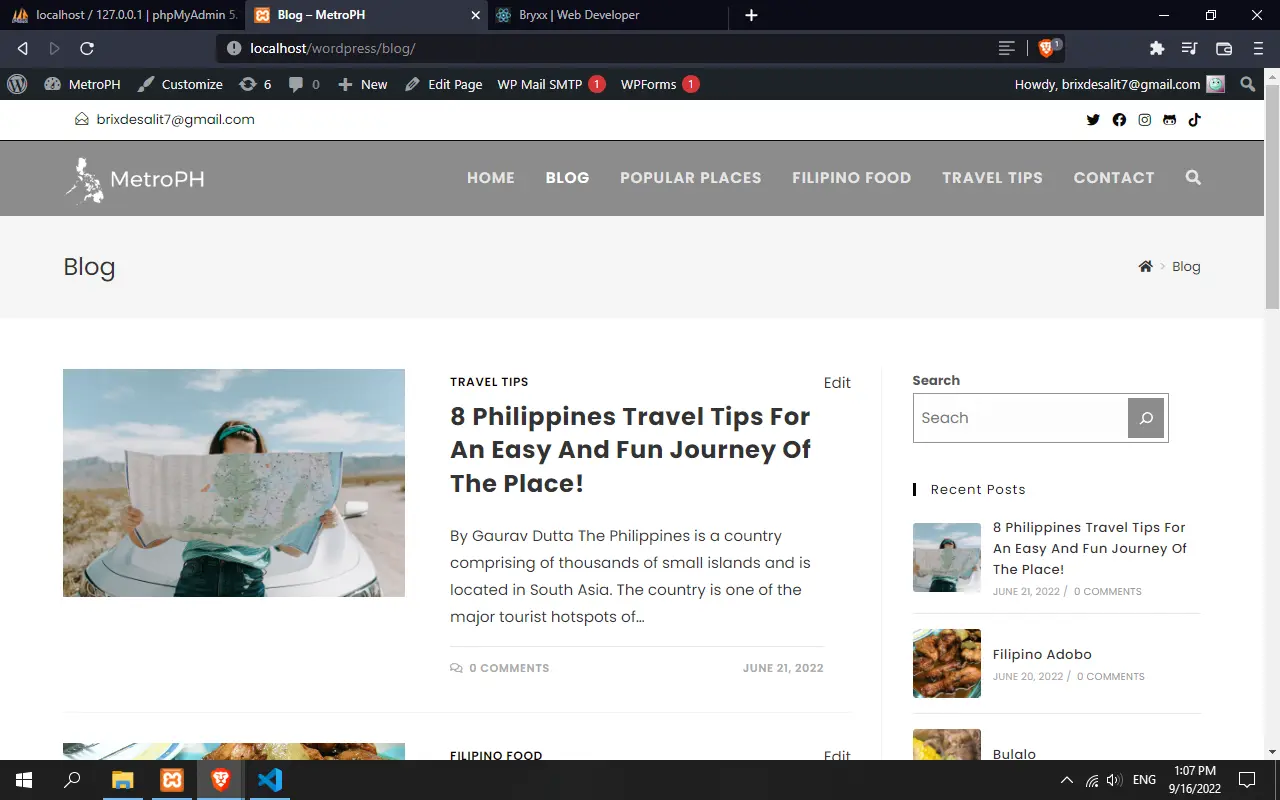 localhost / 127.0.0.1 | phpMyAdmin 5.
Blog – MetroPH
Bryxx | Web Developer
localhost/wordpress/blog/
1
MetroPH
Customize
6
0
New
Edit Page
WP Mail SMTP 1
WPForms 1
Howdy, brixdesalit7@gmail.com
brixdesalit7@gmail.com
MetroPH
HOME
BLOG
POPULAR PLACES
FILIPINO FOOD
TRAVEL TIPS
CONTACT
Blog
> Blog
TRAVEL TIPS
Edit
8 Philippines Travel Tips For
An Easy And Fun Journey Of
The Place!
By Gaurav Dutta The Philippines is a country
comprising of thousands of small islands and is
located in South Asia. The country is one of the
major tourist hotspots of…
0 COMMENTS
JUNE 21, 2022
FILIPINO FOOD
Edit
Search
Seach
Recent Posts
8 Philippines Travel Tips For
An Easy And Fun Journey Of
The Place!
JUNE 21, 2022 / 0 COMMENTS
Filipino Adobo
JUNE 20, 2022 / 0 COMMENTS
Bulalo
ENG
1:07 PM
9/16/2022